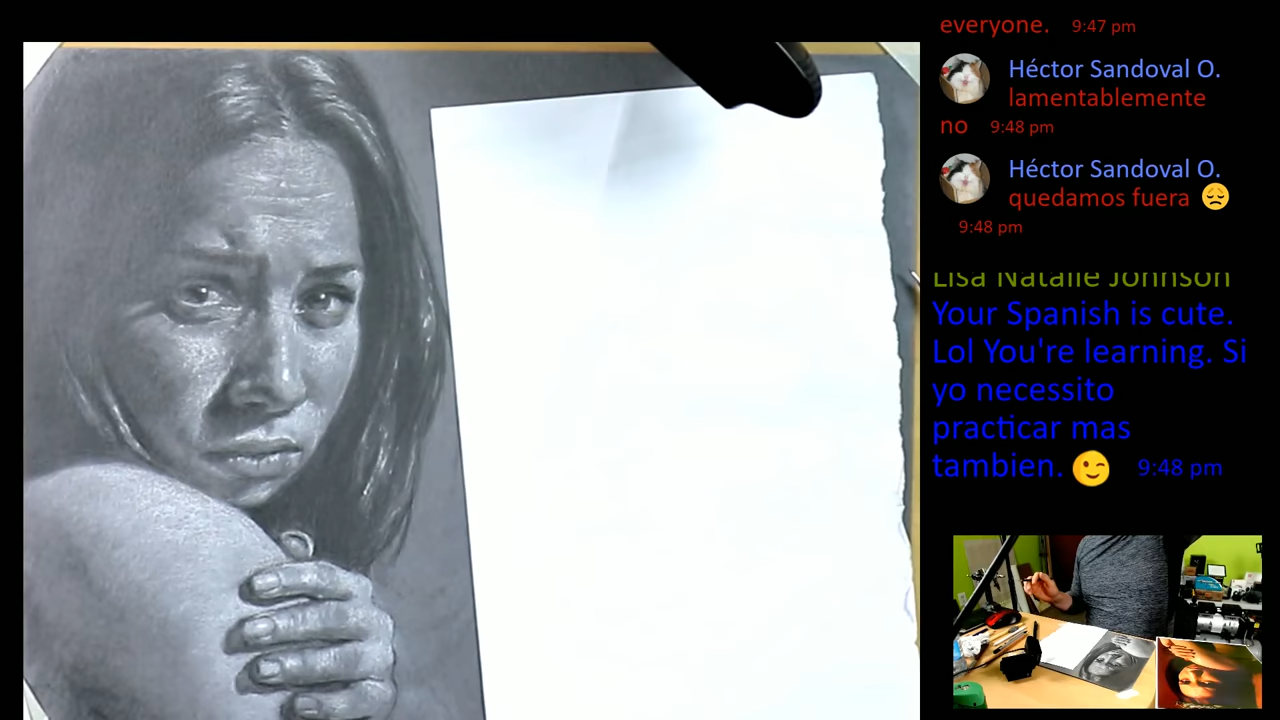 everyone. 9:47 pm
Héctor Sandoval O.
lamentablemente
no 9:48 pm
Héctor Sandoval O.
quedamos fuera 😞
9:48 pm
Lisa Natalie Johnson
Your Spanish is cute.
Lol You're learning. Si
yo necessito
practicar mas
tambien. 😉 9:48 pm